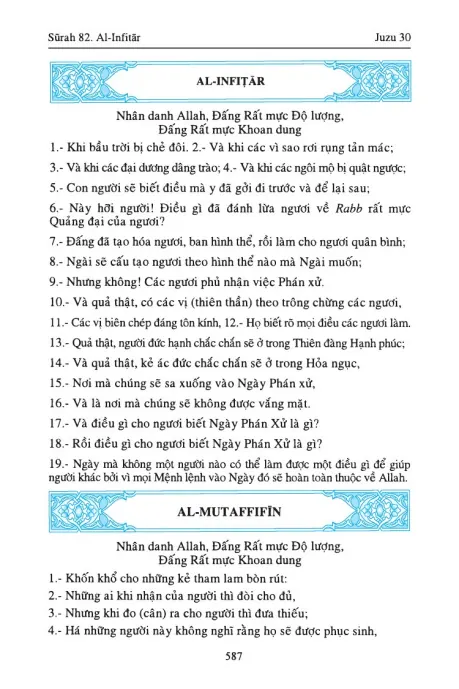 Sūrah 82. Al-Infitār
Juzu 30
AL-INFIṬĀR
Nhân danh Allah, Đấng Rất mực Độ lượng,
Đấng Rất mực Khoan dung
1.- Khi bầu trời bị chẻ đôi. 2.- Và khi các vì sao rơi rụng tản mác;
3.- Và khi các đại dương dâng trào; 4.- Và khi các ngôi mộ bị quật ngược;
5.- Con người sẽ biết điều mà y đã gởi đi trước và để lại sau;
6.- Này hỡi người! Điều gì đã đánh lừa ngươi về Rabb rất mực
Quảng đại của ngươi?
7.- Đấng đã tạo hóa ngươi, ban hình thể, rồi làm cho ngươi quân bình;
8.- Ngài sẽ cấu tạo ngươi theo hình thể nào mà Ngài muốn;
9.- Nhưng không! Các ngươi phủ nhận việc Phán xử.
10.- Và quả thật, có các vị (thiên thần) theo trông chừng các ngươi,
11.- Các vị biên chép đáng tôn kính, 12.- Họ biết rõ mọi điều các ngươi làm.
13.- Quả thật, người đức hạnh chắc chắn sẽ ở trong Thiên đàng Hạnh phúc;
14.- Và quả thật, kẻ ác đức chắc chắn sẽ ở trong Hỏa ngục,
15.- Nơi mà chúng sẽ sa xuống vào Ngày Phán xử,
16.- Và là nơi mà chúng sẽ không được vắng mặt.
17.- Và điều gì cho ngươi biết Ngày Phán Xử là gì?
18.- Rồi điều gì cho ngươi biết Ngày Phán Xử là gì?
19.- Ngày mà không một người nào có thể làm được một điều gì để giúp
người khác bởi vì mọi Mệnh lệnh vào Ngày đó sẽ hoàn toàn thuộc về Allah.
AL-MUTAFFIFĪN
Nhân danh Allah, Đấng Rất mực Độ lượng,
Đấng Rất mực Khoan dung
1.- Khốn khổ cho những kẻ tham lam bòn rút:
2.- Những ai khi nhận của người thì đòi cho đủ,
3.- Nhưng khi đo (cân) ra cho người thì đưa thiếu;
4.- Há những người này không nghĩ rằng họ sẽ được phục sinh,
587